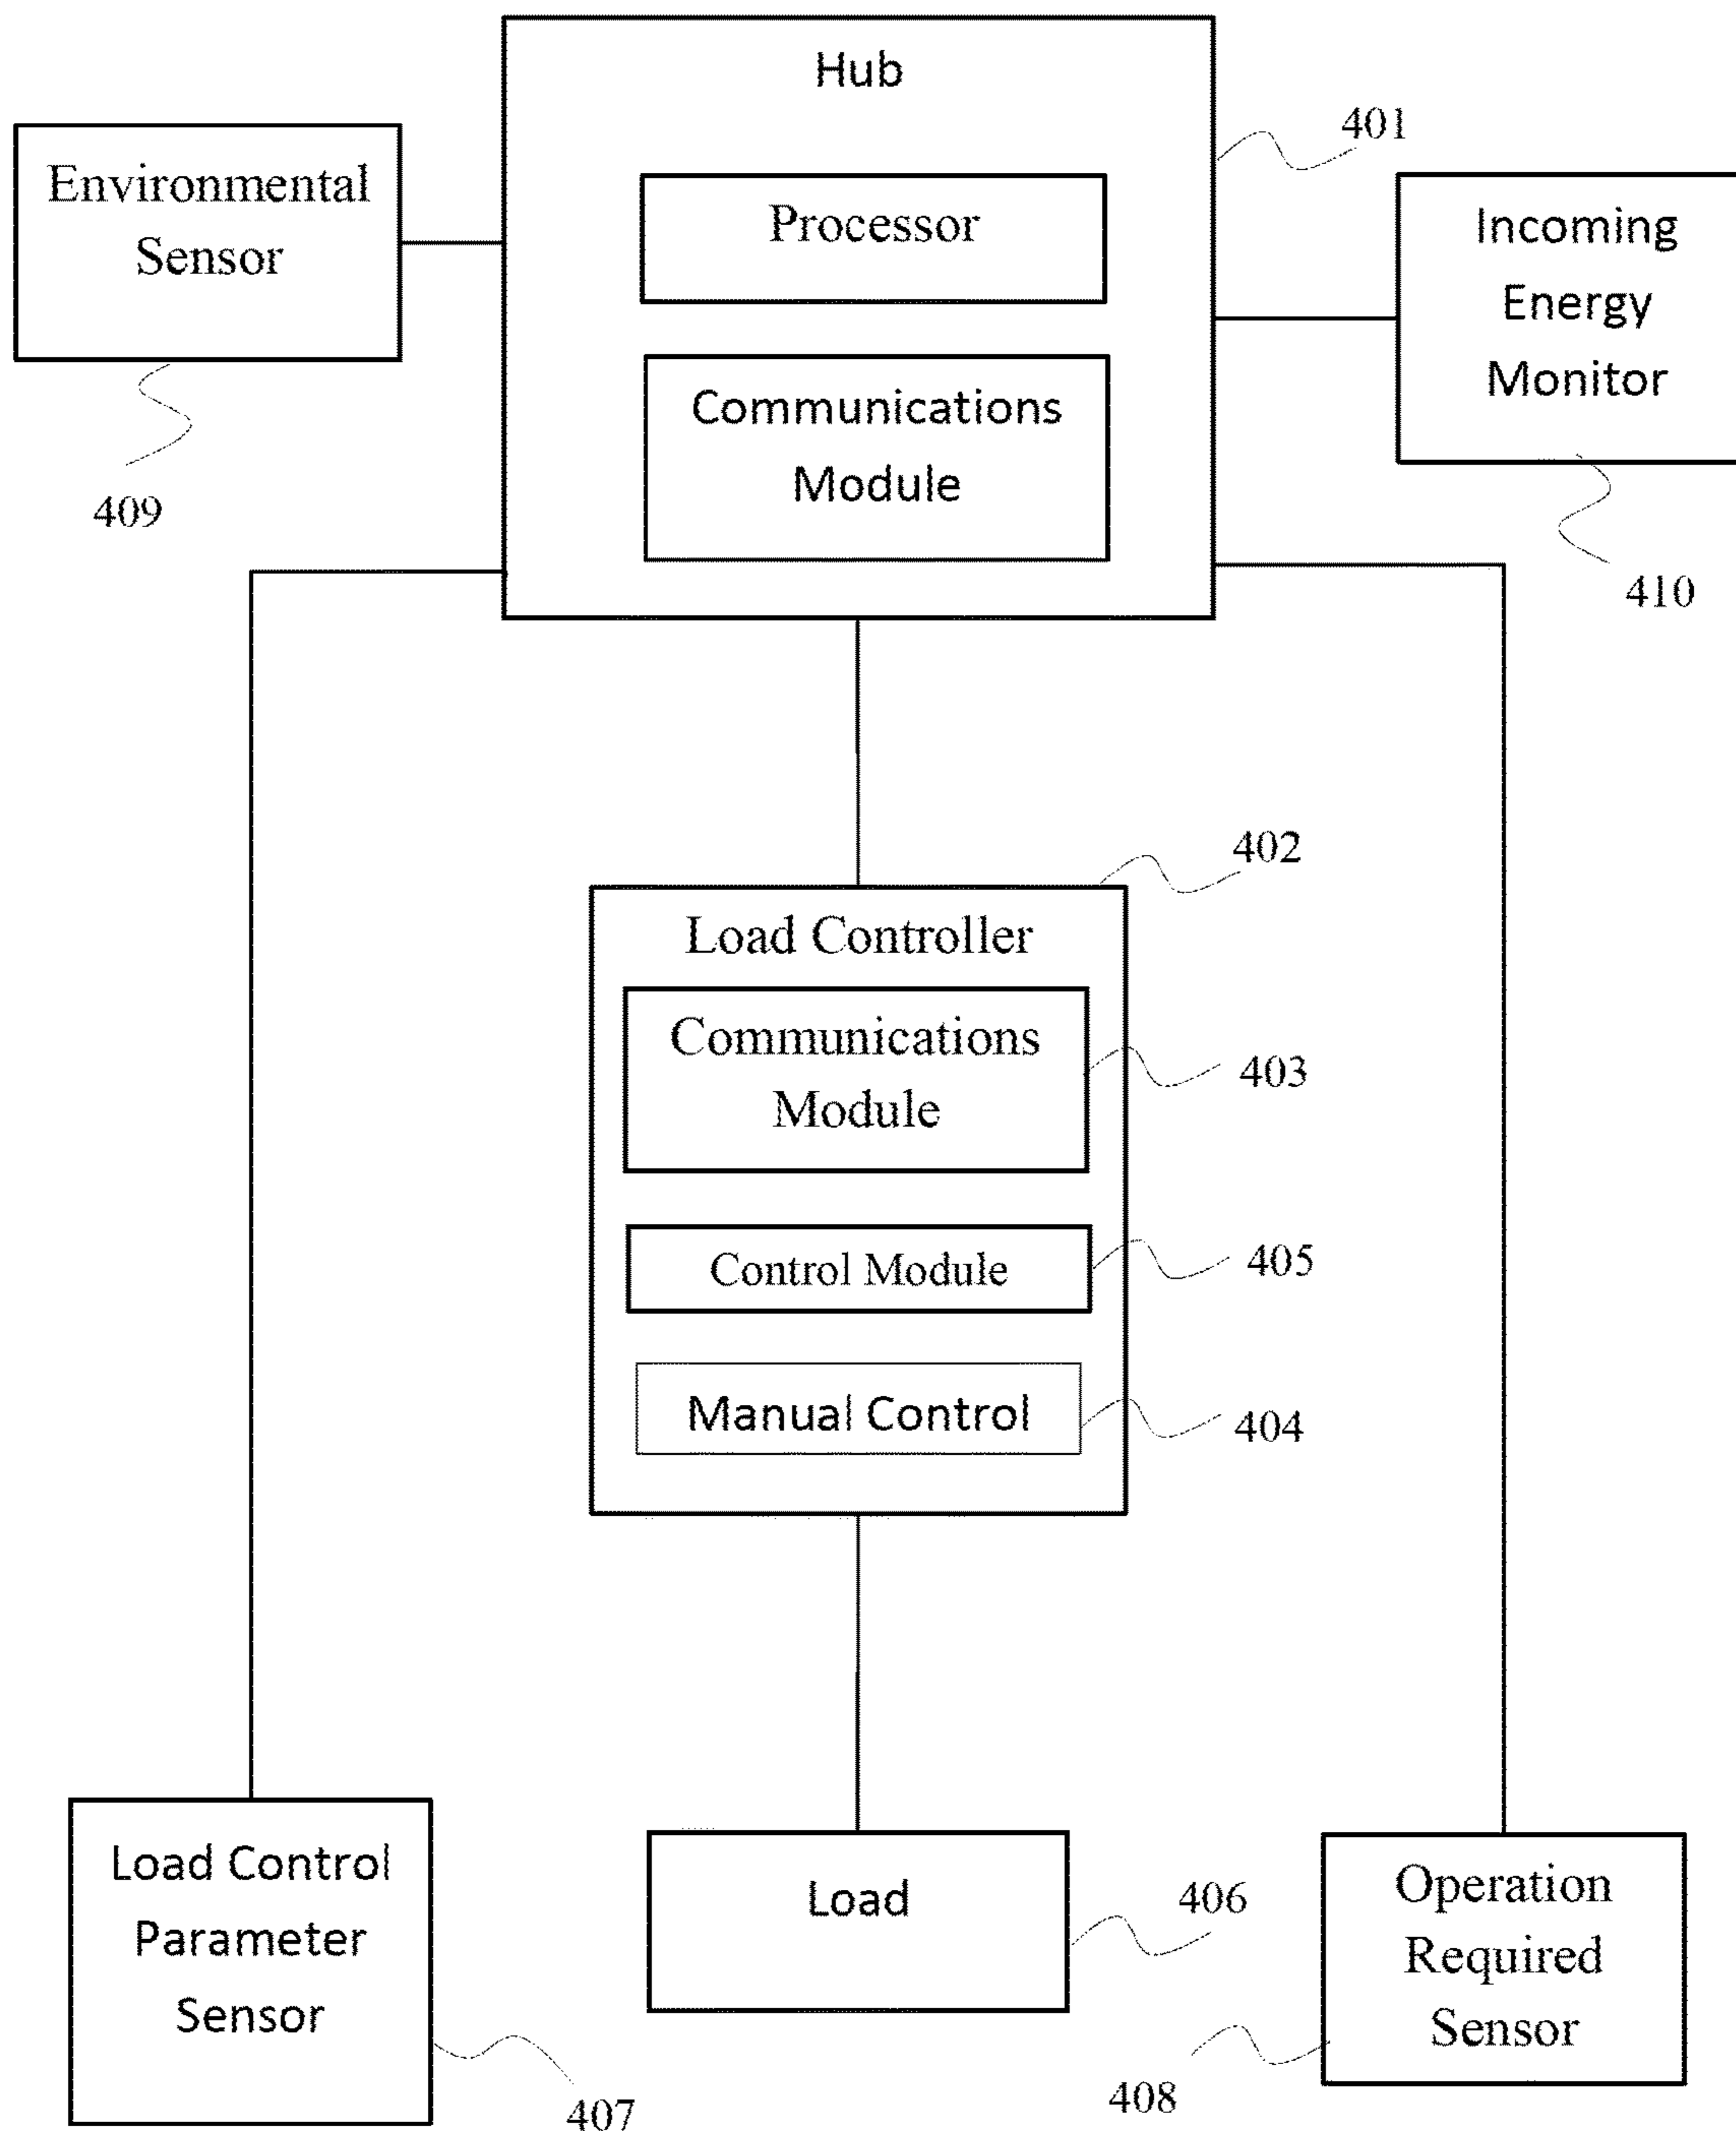 Hub
401
Environmental
Sensor
Processor
Incoming
Energy
Monitor
Communications
Module
409
410
402
Load Controller
Communications
Module
403
Control Module
405
Manual Control
404
Load Control
Parameter
Sensor
407
Load
406
Operation
Required
Sensor
408